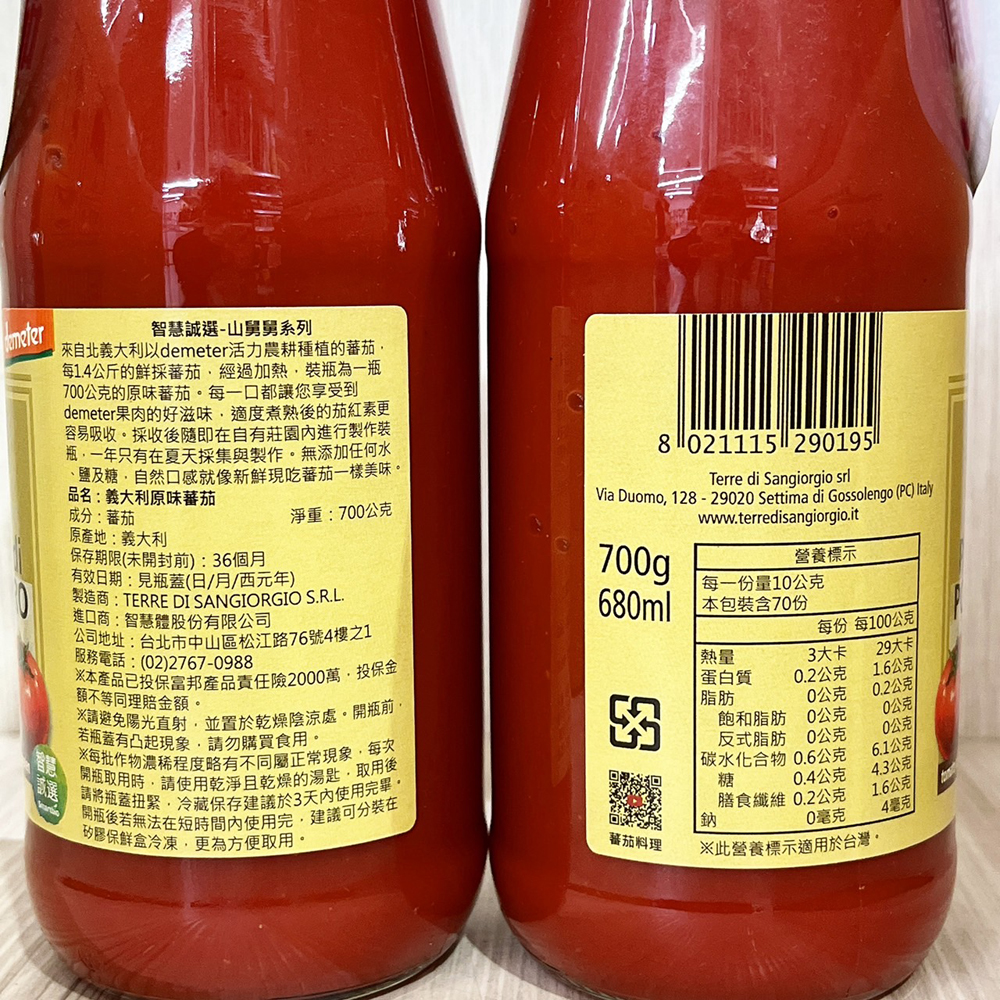 demeter
智慧誠選-山舅舅系列
來自北義大利以demeter活力農耕種植的蕃茄，
每1.4公斤的鮮採蕃茄，經過加熱，裝瓶為一瓶
700公克的原味蕃茄。每一口都讓您享受到
demeter果肉的好滋味，適度煮熟後的茄紅素更
容易吸收。採收後隨即在自有莊園內進行製作裝
瓶，一年只有在夏天採集與製作。無添加任何水
、鹽及糖，自然口感就像新鮮現吃蕃茄一樣美味。
品名：義大利原味蕃茄
成分：蕃茄 淨重：700公克
原產地：義大利
保存期限(未開封前)：36個月
有效日期：見瓶蓋(日/月/西元年)
製造商：TERRE DI SANGIORGIO S.R.L.
進口商：智慧體股份有限公司
公司地址：台北市中山區松江路76號4樓之1
服務電話：(02)2767-0988
※本產品已投保富邦產品責任險2000萬，投保金
額不等同理賠金額。
※請避免陽光直射，並置於乾燥陰涼處。開瓶前，
若瓶蓋有凸起現象，請勿購買食用。
※每批作物濃稀程度略有不同屬正常現象，每次
開瓶取用時，請使用乾淨且乾燥的湯匙，取用後
請將瓶蓋扭緊，冷藏保存建議於3天內使用完畢。
開瓶後若無法在短時間內使用完，建議可分裝在
矽膠保鮮盒冷凍，更為方便取用。
智慧
誠選
8 021115 290195
Terre di Sangiorgio srl
Via Duomo, 128 - 29020 Settima di Gossolengo (PC) Italy
www.terredisangiorgio.it
700g
680ml
營養標示
每一份量10公克
本包裝含70份
每份 每100公克
熱量 3大卡 29大卡
蛋白質 0.2公克 1.6公克
脂肪 0公克 0.2公克
飽和脂肪 0公克 0公克
反式脂肪 0公克 0公克
碳水化合物 0.6公克 6.1公克
糖 0.4公克 4.3公克
膳食纖維 0.2公克 1.6公克
鈉 0毫克 4毫克
※此營養標示適用於台灣。
蕃茄料理